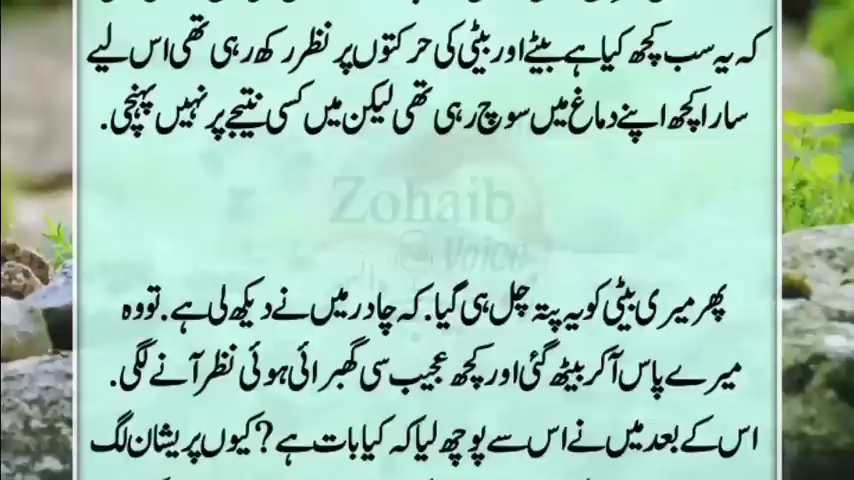 کہ یہ سب کچھ کیا ہے بیٹے اور بیٹی کی حرکتوں پر نظر رکھ رہی تھی اس لیے
سارا کچھ اپنے دماغ میں سوچ رہی تھی لیکن میں کسی نتیجے پر نہیں پہنچی.
Zohaib
Voice
پھر میری بیٹی کو یہ پتہ چل ہی گیا. کہ چادر میں نے دیکھ لی ہے. تو وہ
میرے پاس آ کر بیٹھ گئی اور کچھ عجیب سی گھبرائی ہوئی نظر آنے لگی.
اس کے بعد میں نے اس سے پوچھ لیا کہ کیا بات ہے? کیوں پریشان لگ